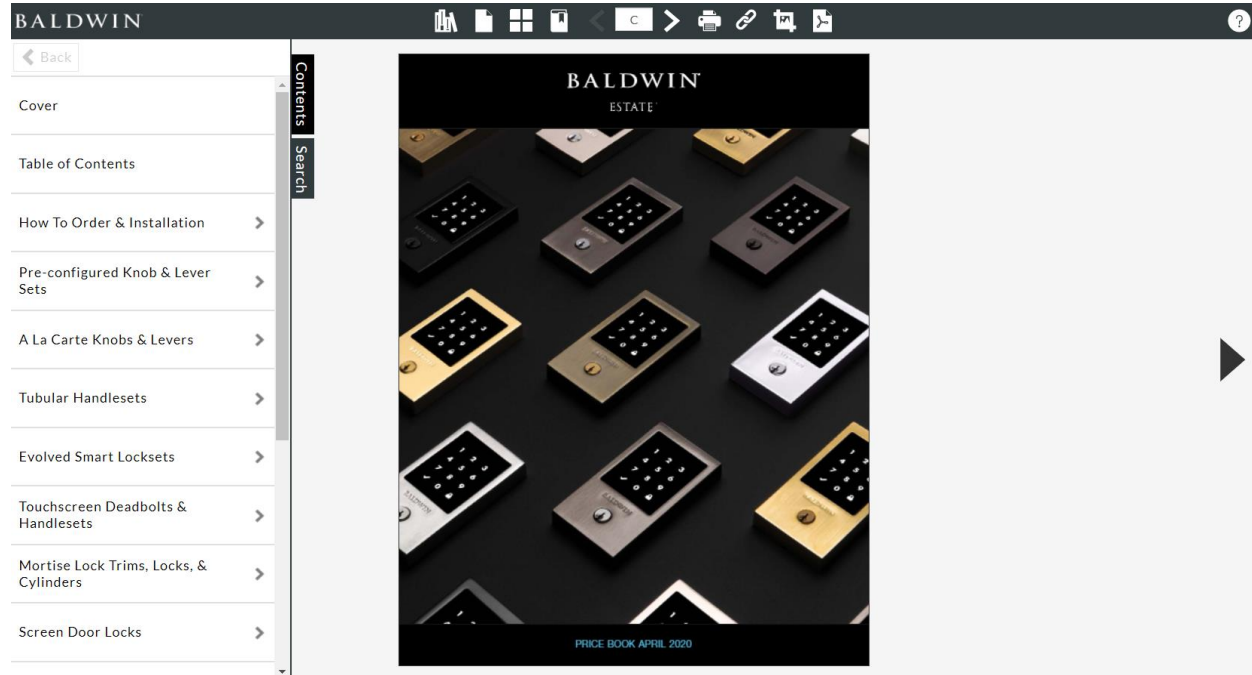 BALDWIN
C
?
Back
Contents
Search
Cover
Table of Contents
How To Order & Installation
Pre-configured Knob & Lever
Sets
A La Carte Knobs & Levers
Tubular Handlesets
Evolved Smart Locksets
Touchscreen Deadbolts &
Handlesets
Mortise Lock Trims, Locks, &
Cylinders
Screen Door Locks
BALDWIN
ESTATE
PRICE BOOK APRIL 2020